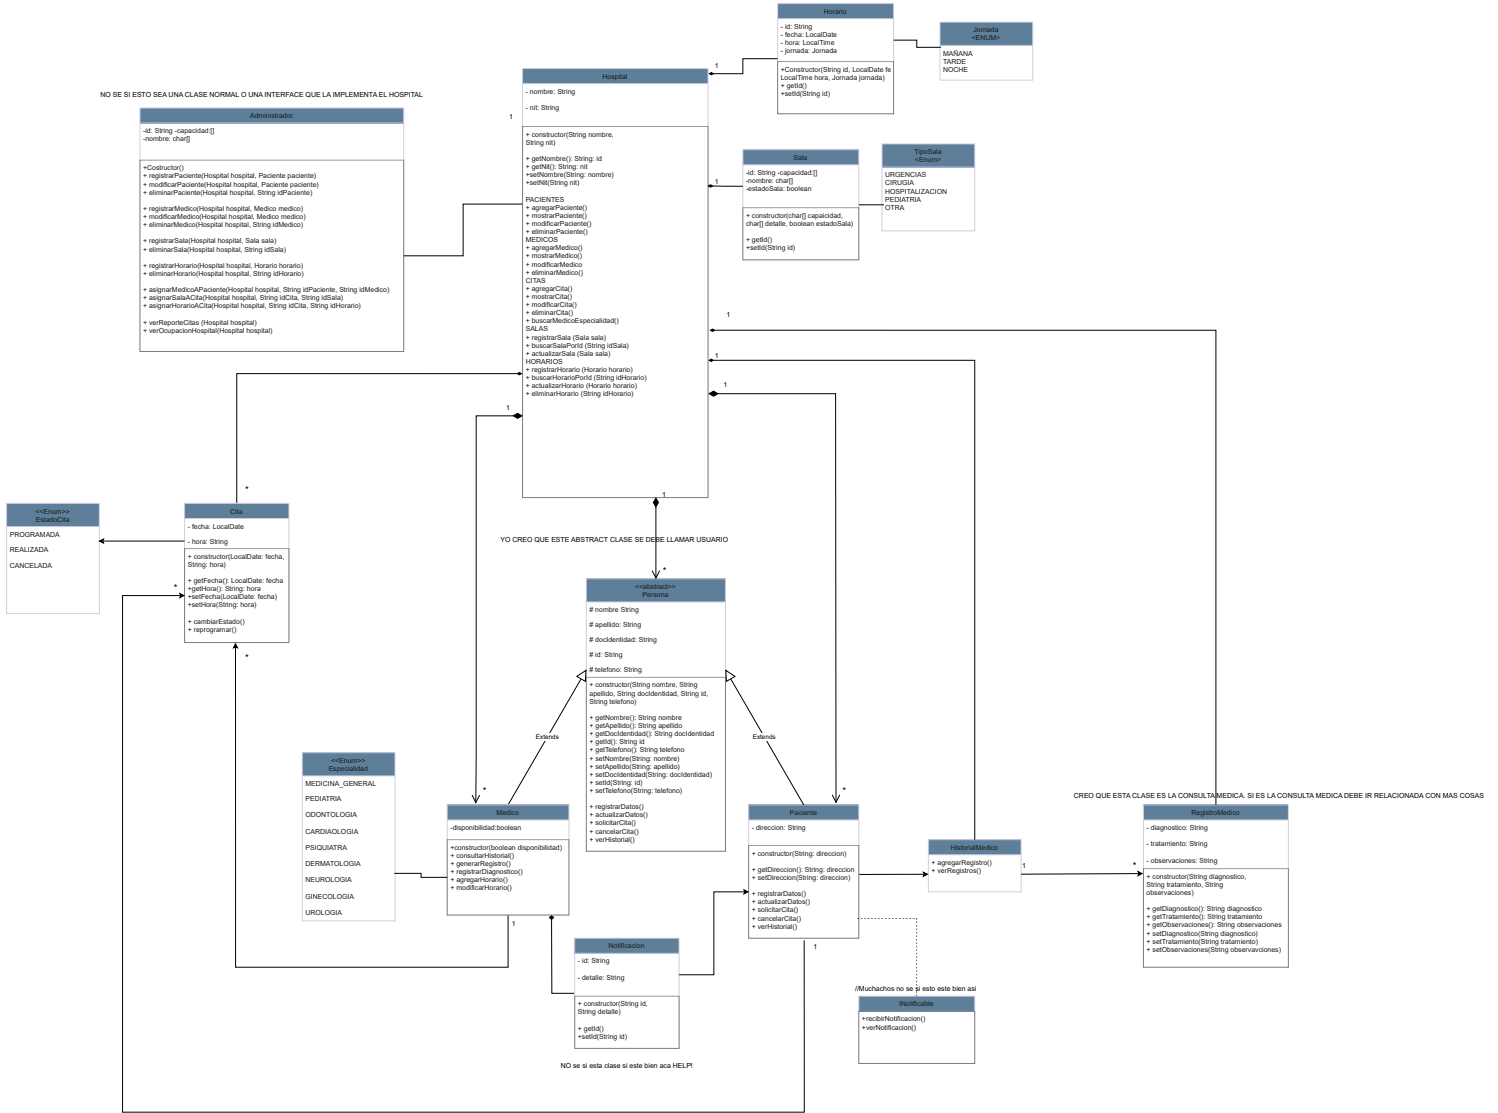 Horario
- id: String
- fecha: LocalDate
- hora: LocalTime
- jornada: Jornada
+Constructor(String id, LocalDate fe
LocalTime hora, Jornada jornada)
+ getId()
+setId(String id)
Jornada
<ENUM>
MAÑANA
TARDE
NOCHE
1
Hospital
- nombre: String
- nit: String
1
+ constructor(String nombre,
String nit)
+ getNombre(): String: id
+ getNit(): String: nit
+setNombre(String: nombre)
+setNit(String nit)
PACIENTES
+ agregarPaciente()
+ mostrarPaciente()
+ modificarPaciente()
+ eliminarPaciente()
MEDICOS
+ agregarMedico()
+ mostrarMedico()
+ modificarMedico
+ eliminarMedico()
CITAS
+ agregarCita()
+ mostrarCita()
+ modificarCita()
+ eliminarCita()
+ buscarMedicoEspecialidad()
SALAS
+ registrarSala (Sala sala)
+ buscarSalaPorId (String idSala)
+ actualizarSala (Sala sala)
HORARIOS
+ registrarHorario (Horario horario)
+ buscarHorarioPorId (String idHorario)
+ actualizarHorario (Horario horario)
+ eliminarHorario (String idHorario)
NO SE SI ESTO SEA UNA CLASE NORMAL O UNA INTERFACE QUE LA IMPLEMENTA EL HOSPITAL
Administrador
-id: String -capacidad:[]
-nombre: char[]
+Costructor()
+ registrarPaciente(Hospital hospital, Paciente paciente)
+ modificarPaciente(Hospital hospital, Paciente paciente)
+ eliminarPaciente(Hospital hospital, String idPaciente)
+ registrarMedico(Hospital hospital, Medico medico)
+ modificarMedico(Hospital hospital, Medico medico)
+ eliminarMedico(Hospital hospital, String idMedico)
+ registrarSala(Hospital hospital, Sala sala)
+ eliminarSala(Hospital hospital, String idSala)
+ registrarHorario(Hospital hospital, Horario horario)
+ eliminarHorario(Hospital hospital, String idHorario)
+ asignarMedicoAPaciente(Hospital hospital, String idPaciente, String idMedico)
+ asignarSalaACita(Hospital hospital, String idCita, String idSala)
+ asignarHorarioACita(Hospital hospital, String idCita, String idHorario)
+ verReporteCitas (Hospital hospital)
+ verOcupacionHospital(Hospital hospital)
1
Sala
-id: String -capacidad:[]
-nombre: char[]
-estadoSala: boolean
+ constructor(char[] capaicidad,
char[] detalle, boolean estadoSala)
+ getId()
+setId(String id)
TipoSala
<Enum>
URGENCIAS
CIRUGIA
HOSPITALIZACION
PEDIATRIA
OTRA
1
1
1
1
1
*
<<Enum>>
EstadoCita
PROGRAMADA
REALIZADA
CANCELADA
Cita
- fecha: LocalDate
- hora: String
+ constructor(LocalDate: fecha,
String: hora)
+ getFecha(): LocalDate: fecha
+getHora(): String: hora
+setFecha(LocalDate: fecha)
+setHora(String: hora)
+ cambiarEstado()
+ reprogramar()
*
*
YO CREO QUE ESTE ABSTRACT CLASE SE DEBE LLAMAR USUARIO
*
<<abstract>>
Persona
# nombre String
# apellido: String
# docIdentidad: String
# id: String
# telefono: String
+ constructor(String nombre, String
apellido, String docIdentidad, String id,
String telefono)
+ getNombre(): String nombre
+ getApellido(): String apellido
+ getDocIdentidad(): String docIdentidad
+ getId(): String id
+ getTelefono(): String telefono
+ setNombre(String: nombre)
+ setApellido(String: apellido)
+ setDocIdentidad(String: docIdentidad)
+ setId(String: id)
+ setTelefono(String: telefono)
+ registrarDatos()
+ actualizarDatos()
+ solicitarCita()
+ cancelarCita()
+ verHistorial()
Extends
Extends
<<Enum>>
Especialidad
MEDICINA_GENERAL
PEDIATRIA
ODONTOLOGIA
CARDIAOLOGIA
PSIQUIATRA
DERMATOLOGIA
NEUROLOGIA
GINECOLOGIA
UROLOGIA
*
Medico
-disponibilidad:boolean
+constructor(boolean disponibilidad)
+ consultarHistorial()
+ generarRegistro()
+ registrarDiagnostico()
+ agregarHorario()
+ modificarHorario()
1
*
Paciente
- direccion: String
+ constructor(String: direccion)
+ getDireccion(): String: direccion
+ setDireccion(String: direccion)
+ registrarDatos()
+ actualizarDatos()
+ solicitarCita()
+ cancelarCita()
+ verHistorial()
1
HistorialMedico
+ agregarRegistro()
+ verRegistros()
1
*
CREO QUE ESTA CLASE ES LA CONSULTA MEDICA. SI ES LA CONSULTA MEDICA DEBE IR RELACIONADA CON MAS COSAS
RegistroMedico
- diagnostico: String
- tratamiento: String
- observaciones: String
+ constructor(String diagnostico,
String tratamiento, String
observaciones)
+ getDiagnostico(): String diagnostico
+ getTratamiento(): String tratamiento
+ getObservaciones(): String observaciones
+ setDiagnostico(String diagnostico)
+ setTratamiento(String tratamiento)
+ setObservaciones(String obsarvaciones)
Notificacion
- id: String
- detalle: String
+ constructor(String id,
String detalle)
+ getId()
+setId(String id)
NO se si esta clase si este bien aca HELP!
//Muchachos no se si esto este bien asi
INotificable
+recibirNotificacion()
+verNotificacion()